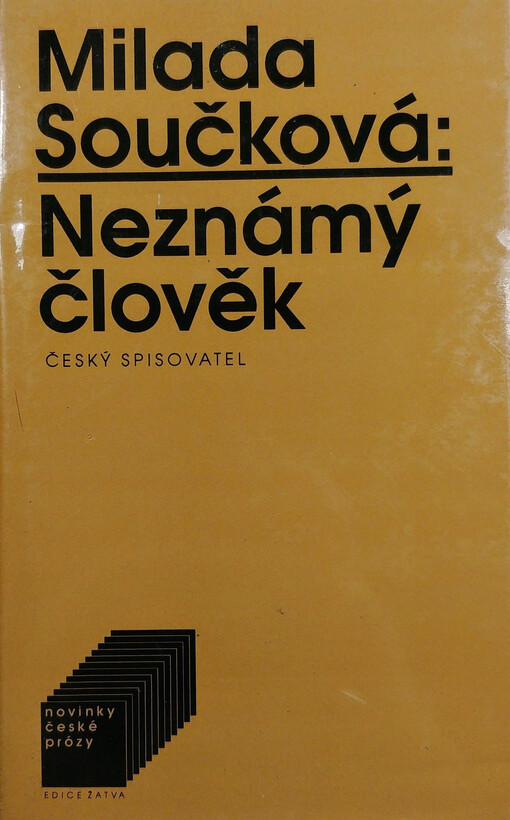 Milada
Součková:
Neznámý
člověk
ČESKÝ SPISOVATEL
novinky
české
prózy
EDICE ŽATVA